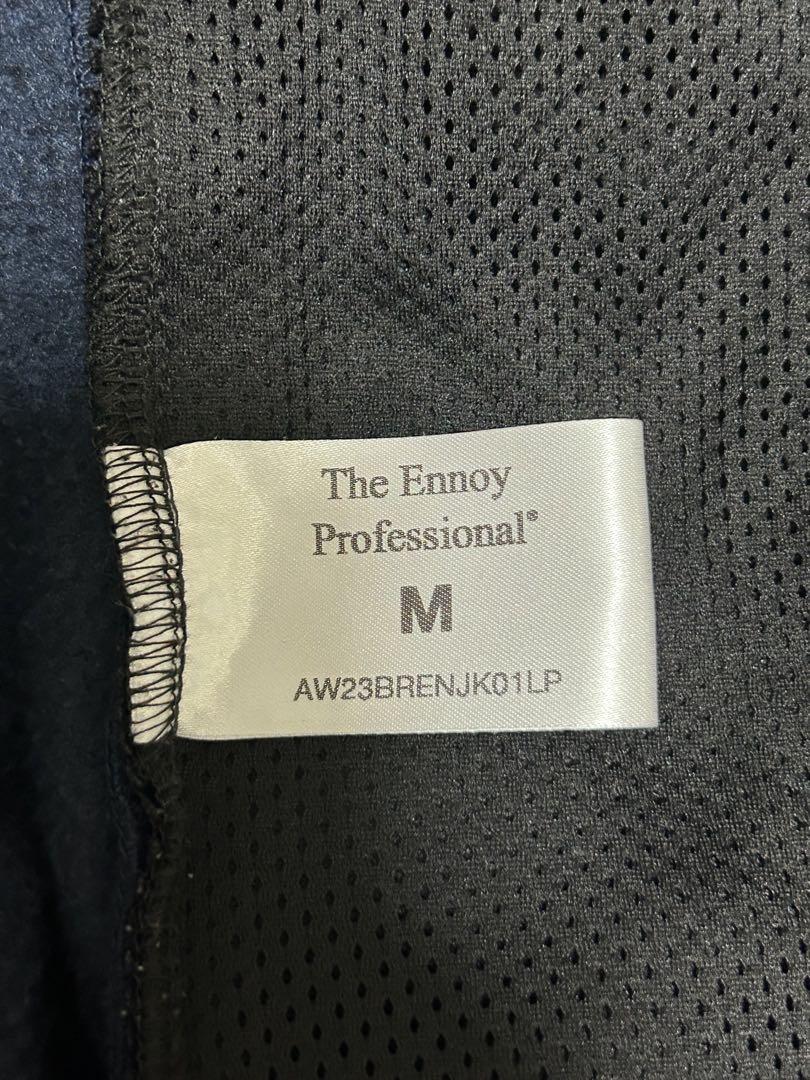 The Ennoy
Professional®
M
AW23BRENJK01LP